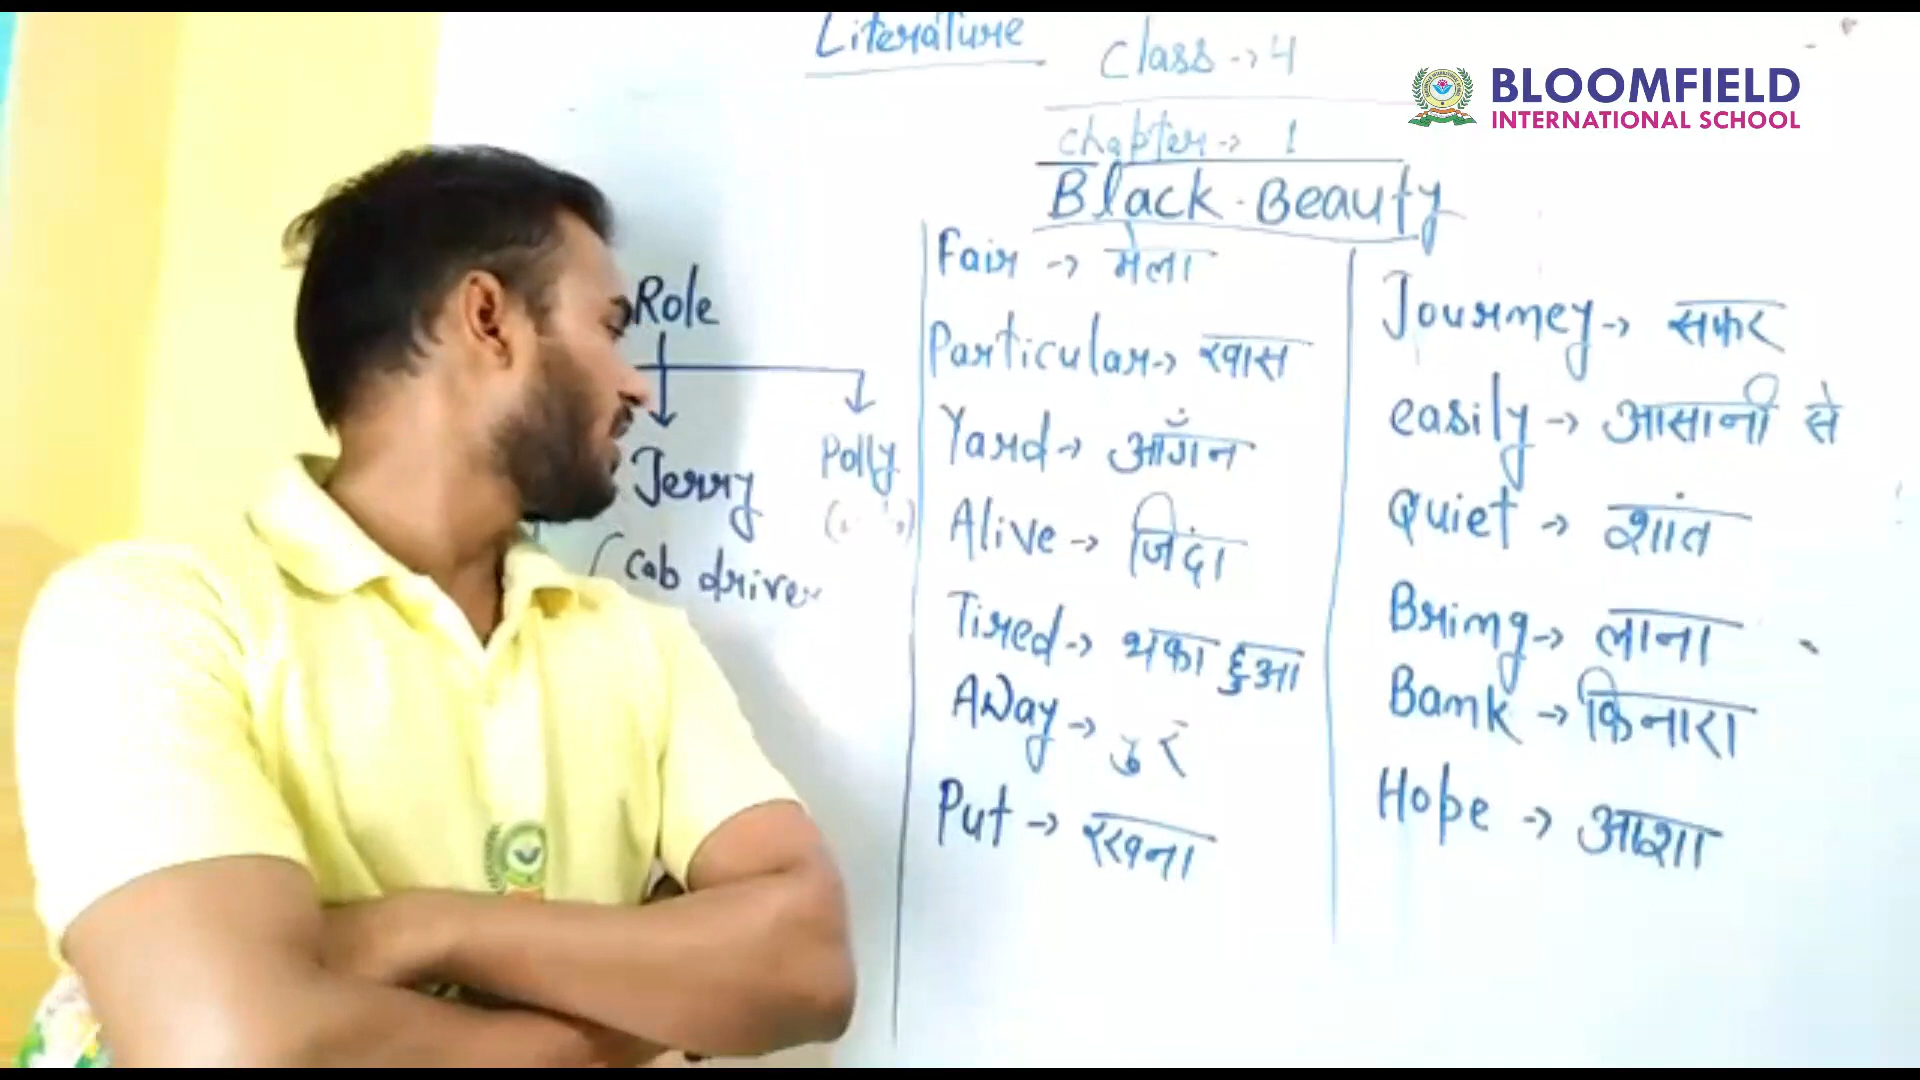 Literature
Class → 4
BLOOMFIELD
INTERNATIONAL SCHOOL
Chapter → 1
Black Beauty
Role
Jerry
Polly
(cab driver
Fair → मेला
Particular → खास
Yard → आँगन
Alive → जिंदा
Tired → थका हुआ
Away → दुर
Put → रखना
Journey → सफर
easily → आसानी से
Quiet → शांत
Bring → लाना
Bank → किनारा
Hope → आशा